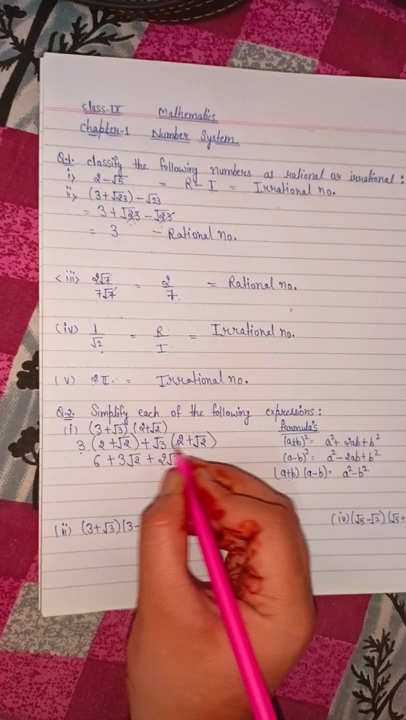 Class-IX Mathematics
Chapter-1 Number System
Q.1. Classify the following numbers as rational or irrational:
i) 2-√5 = R-I = Irrational no.
ii) (3+√23)-√23
= 3+√23-√23
= 3 - Rational no.
(iii) 2√7/7√7 = 2/7 = Rational no.
(iv) 1/√2 = R/I = Irrational no.
(v) 2π = Irrational no.
Q.2. Simplify each of the following expressions:
(i) (3+√3)(2+√2)
3(2+√2)+√3(2+√2)
6+3√2+2√
formula's
(a+b)² = a²+2ab+b²
(a-b)² = a²-2ab+b²
(a+b)(a-b) = a²-b²
(ii) (3+√3)(3-
(iv) (√5-√2)(√5+